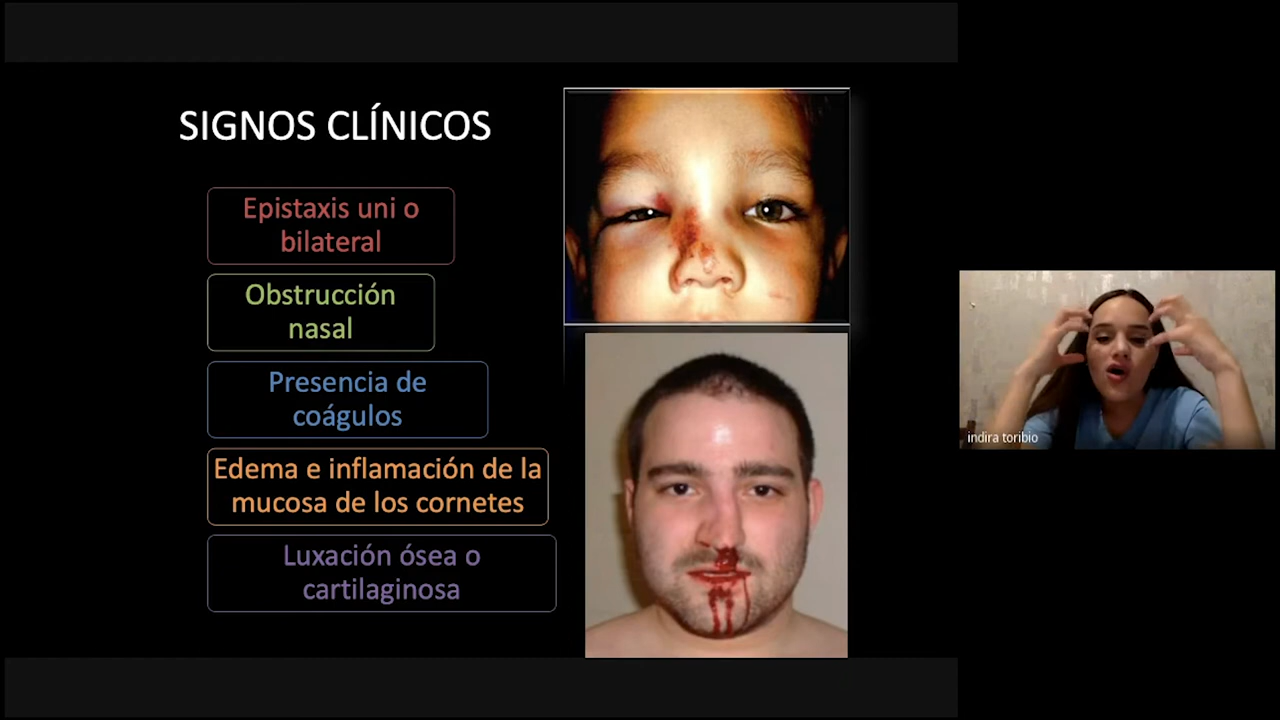 SIGNOS CLÍNICOS
Epistaxis uni o
bilateral
Obstrucción
nasal
Presencia de
coágulos
Edema e inflamación de la
mucosa de los cornetes
Luxación ósea o
cartilaginosa
indira toribio